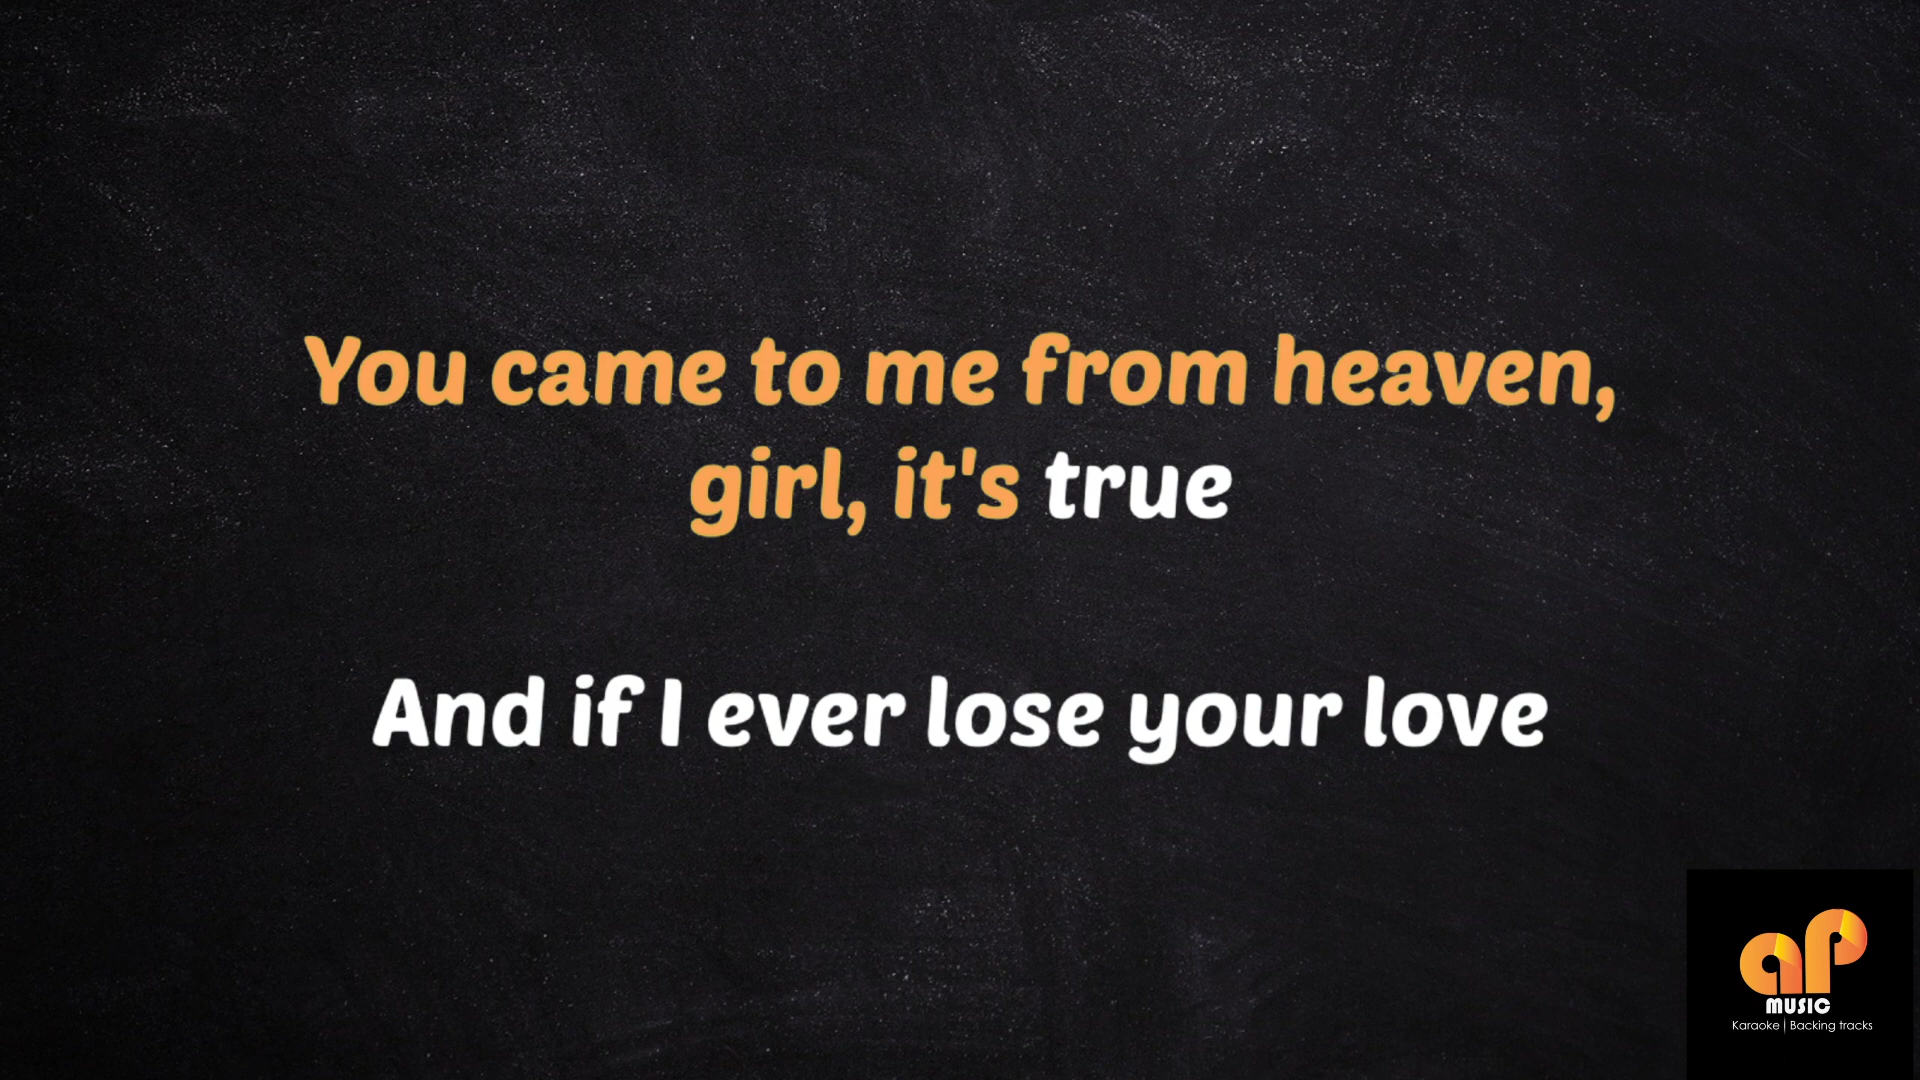 You came to me from heaven,
girl, it's true
And if I ever lose your love
aP
MUSIC
Karaoke | Backing tracks